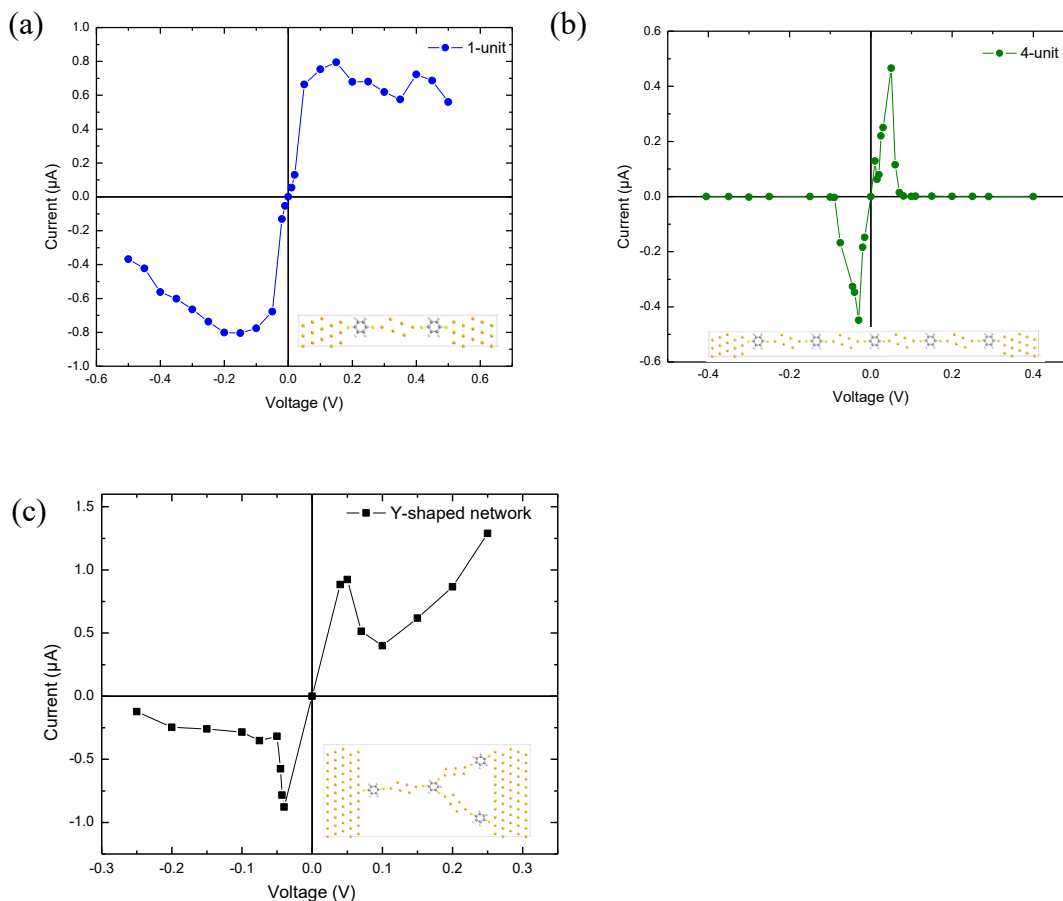 (a)
1-unit
1.0
0.8
0.6
0.4
0.2
0.0
-0.2
-0.4
-0.6
-0.8
-1.0
Current (µA)
-0.6 -0.4 -0.2 0.0 0.2 0.4 0.6
Voltage (V)
(b)
4-unit
0.6
0.4
0.2
0.0
-0.2
-0.4
-0.6
Current (µA)
-0.4 -0.2 0.0 0.2 0.4
Voltage (V)
(c)
Y-shaped network
1.5
1.0
0.5
0.0
-0.5
-1.0
Current (µA)
-0.3 -0.2 -0.1 0.0 0.1 0.2 0.3
Voltage (V)